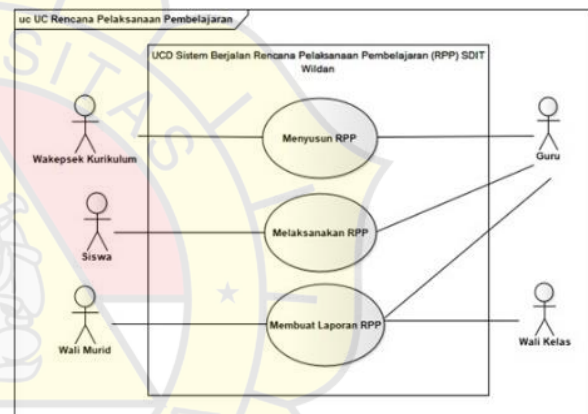 uc UC Rencana Pelaksanaan Pembelajaran
UCD Sistem Berjalan Rencana Pelaksanaan Pembelajaran (RPP) SDIT
Wildan
Menyusun RPP
Wakepsek Kurikulum
Guru
Melaksanakan RPP
Siswa
Membuat Laporan RPP
Wali Murid
Wali Kelas
SITAS